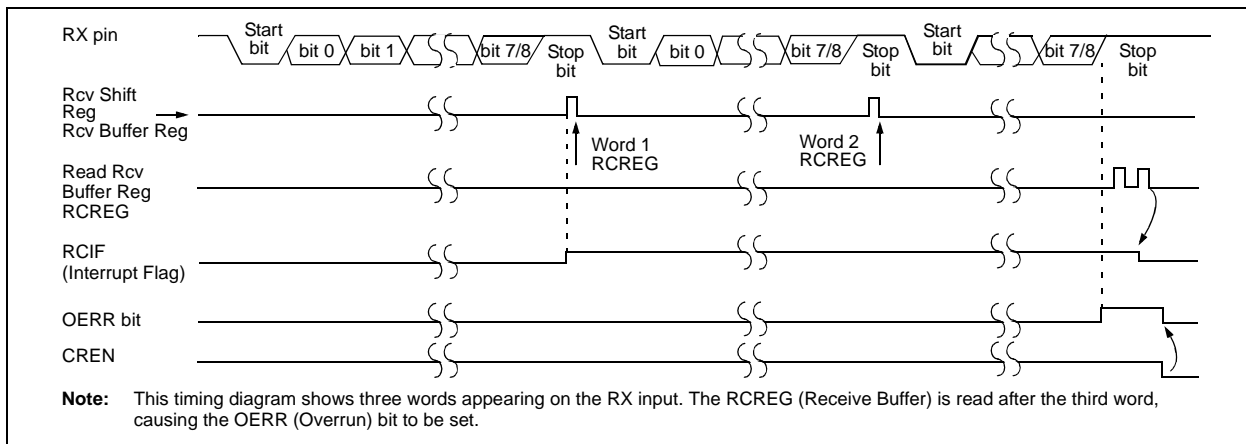 RX pin
Start
bit
bit 0
bit 1
bit 7/8
Stop
bit
Start
bit
bit 0
bit 7/8
Stop
bit
Start
bit
bit 7/8
Stop
bit
Rcv Shift
Reg
Rcv Buffer Reg
Word 1
RCREG
Word 2
RCREG
Read Rcv
Buffer Reg
RCREG
RCIF
(Interrupt Flag)
OERR bit
CREN
Note: This timing diagram shows three words appearing on the RX input. The RCREG (Receive Buffer) is read after the third word,
causing the OERR (Overrun) bit to be set.